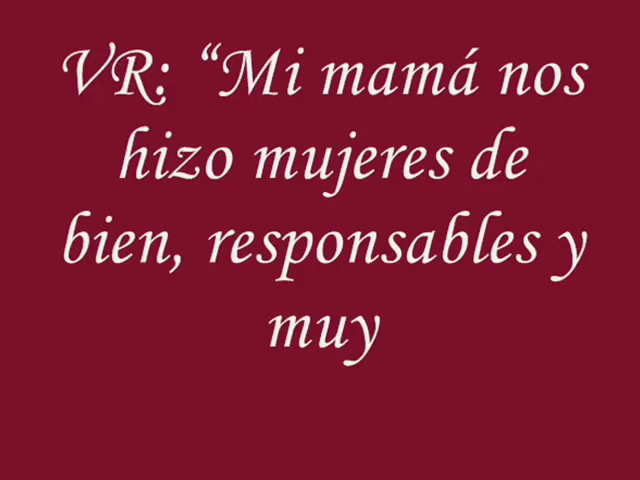 VR: “Mi mamá nos
hizo mujeres de
bien, responsables y
muy